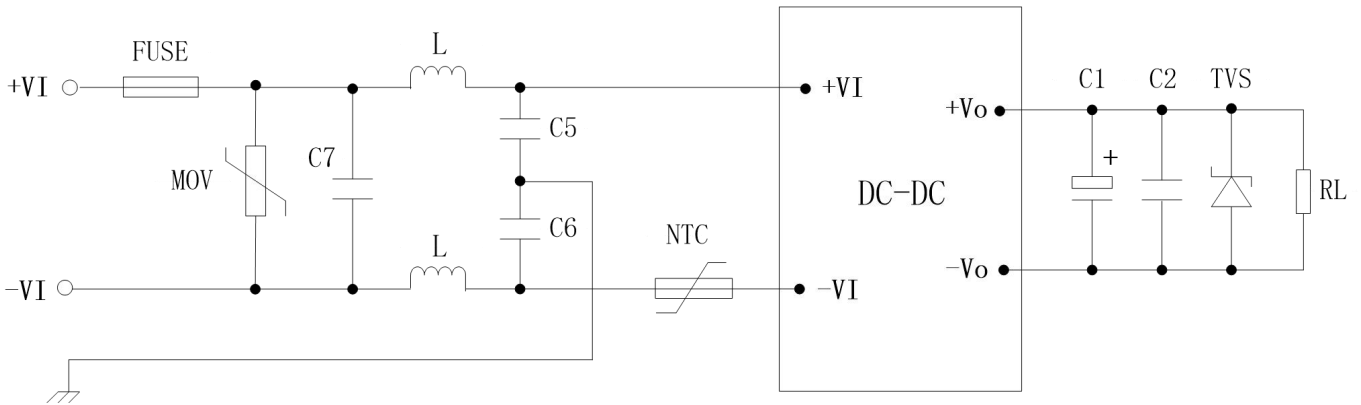 FUSE
L
+VI
+VI
C1
C2
TVS
+Vo
C5
C7
MOV
+
DC-DC
RL
C6
NTC
L
-Vo
-VI
-VI